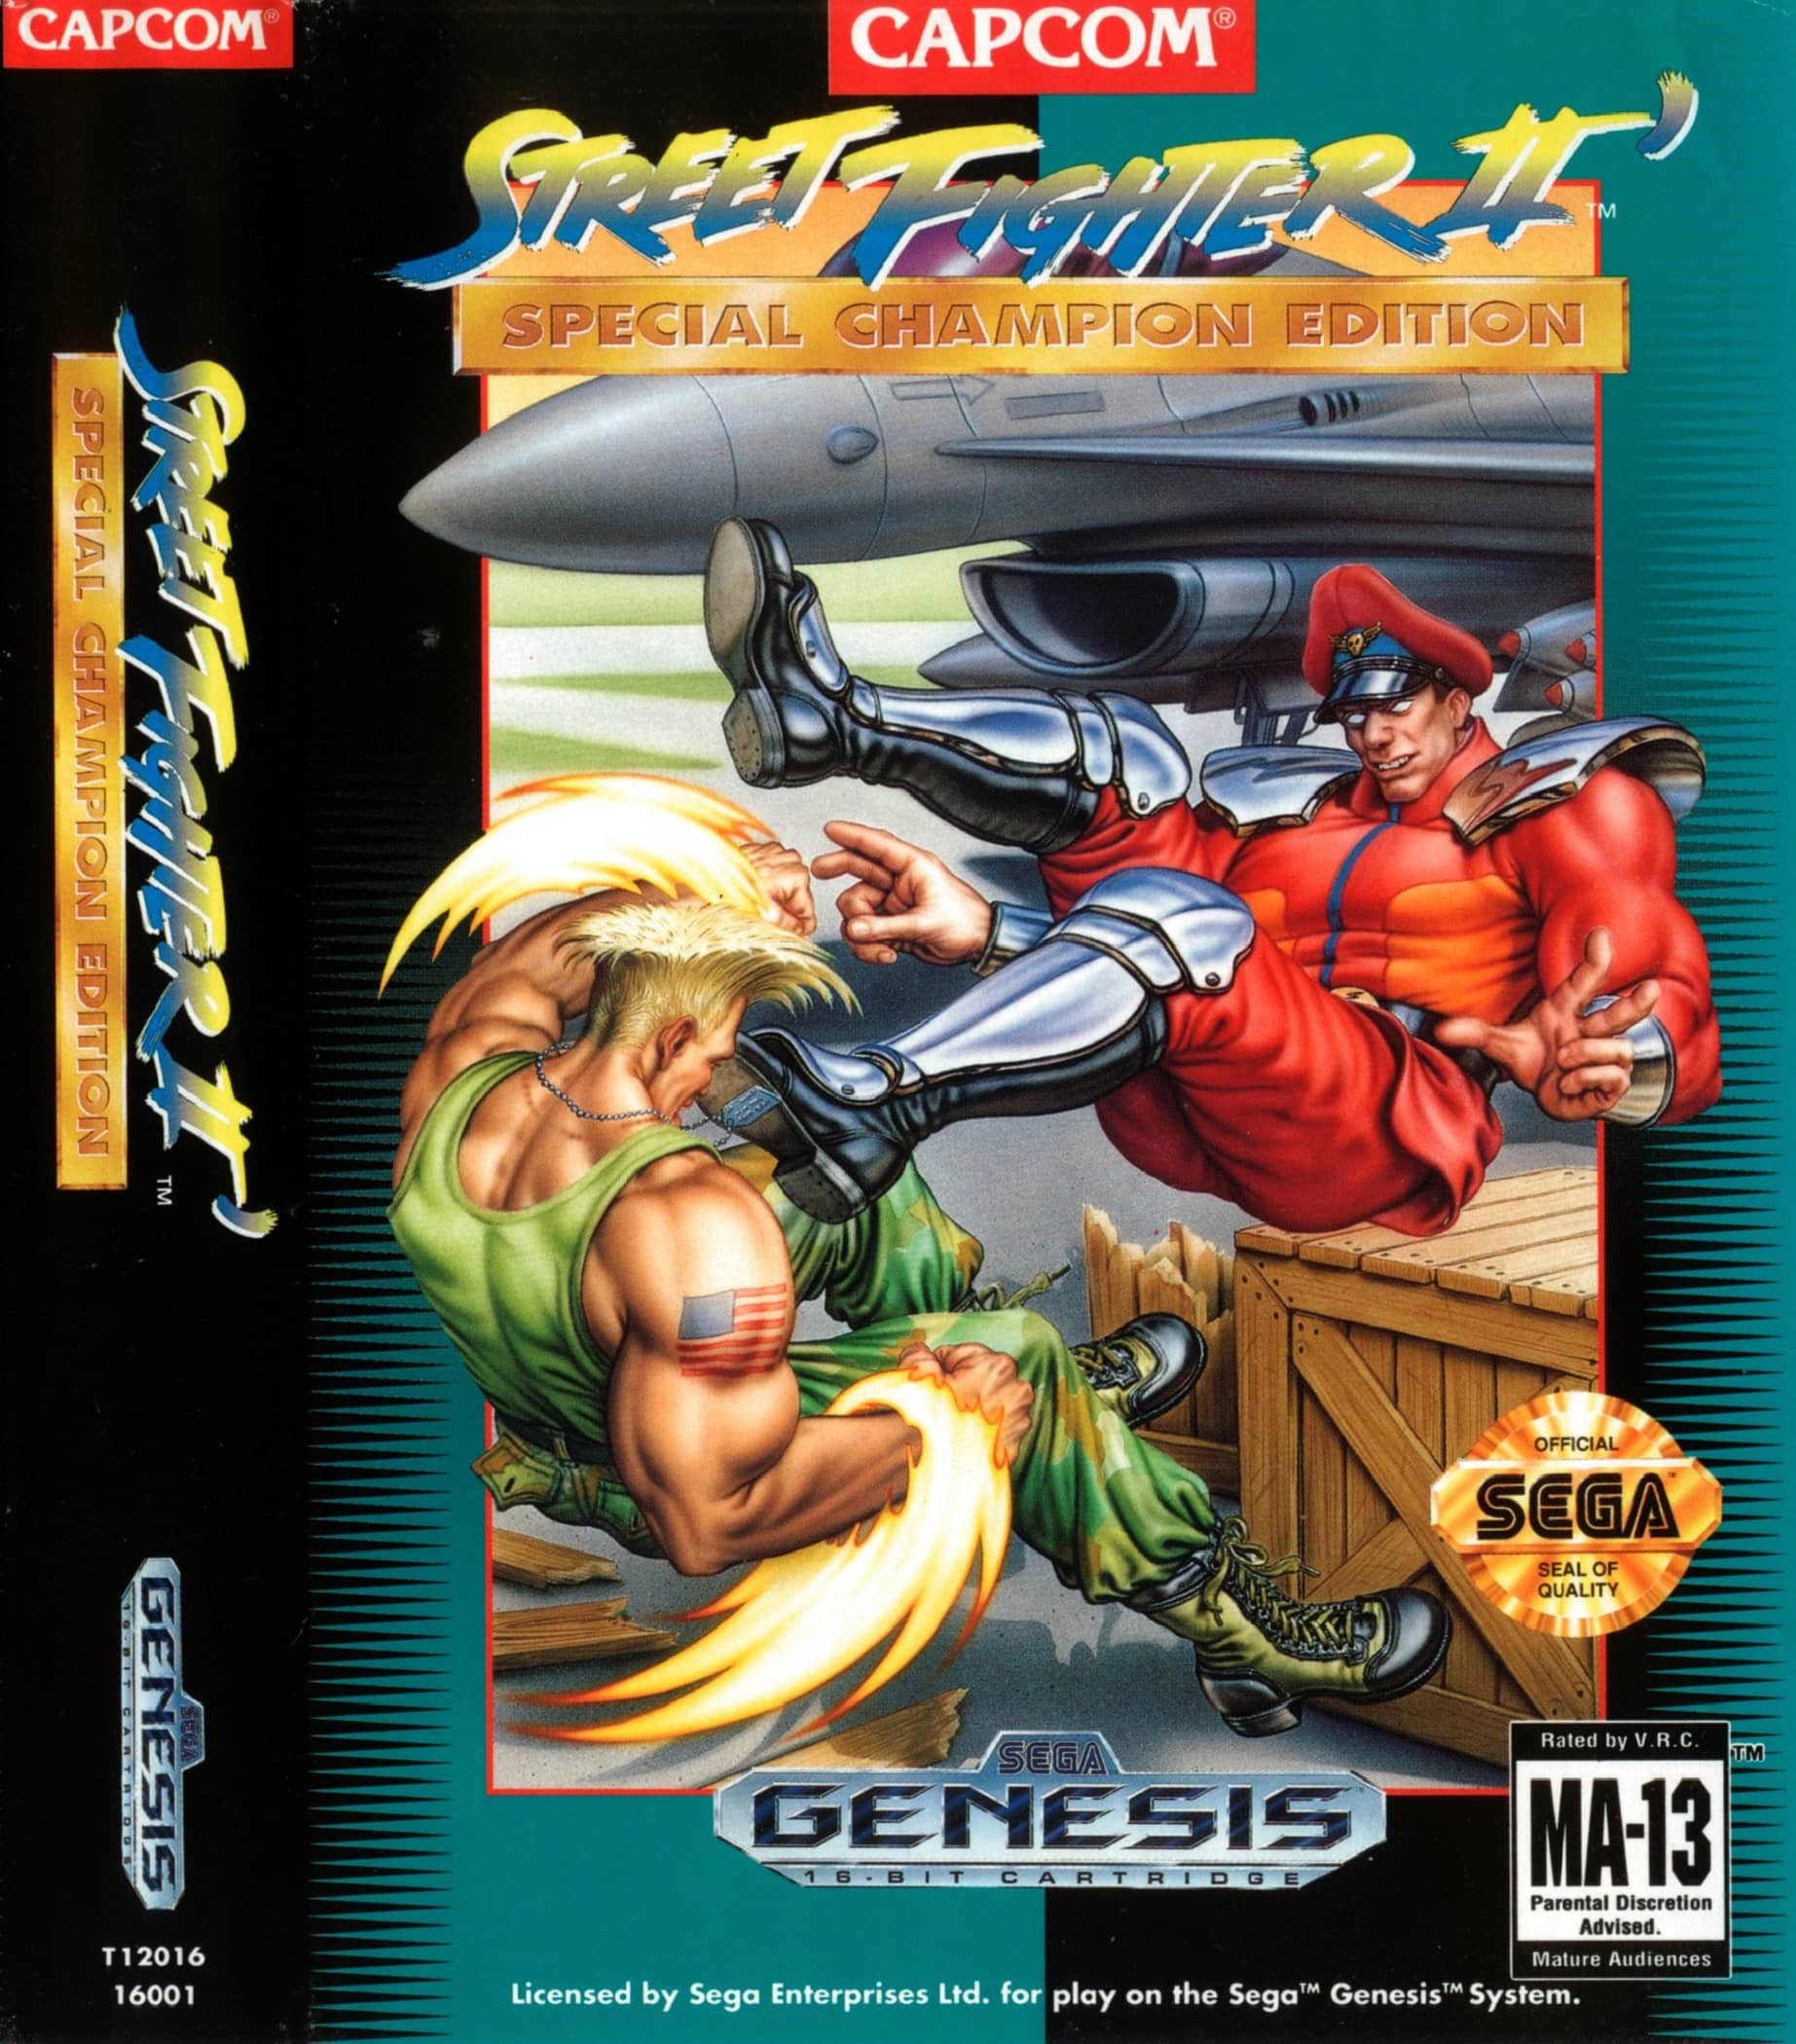 CAPCOM®
STREET FIGHTER II' ™
SPECIAL CHAMPION EDITION
SEGA
GENESIS
16-BIT CARTRIDGE
T12016
16001
CAPCOM®
STREET FIGHTER II' ™
SPECIAL CHAMPION EDITION
OFFICIAL
SEGA™
SEAL OF
QUALITY
SEGA
GENESIS
16-BIT CARTRIDGE
Rated by V.R.C.
TM
MA-13
Parental Discretion
Advised.
Mature Audiences
Licensed by Sega Enterprises Ltd. for play on the Sega™ Genesis™ System.